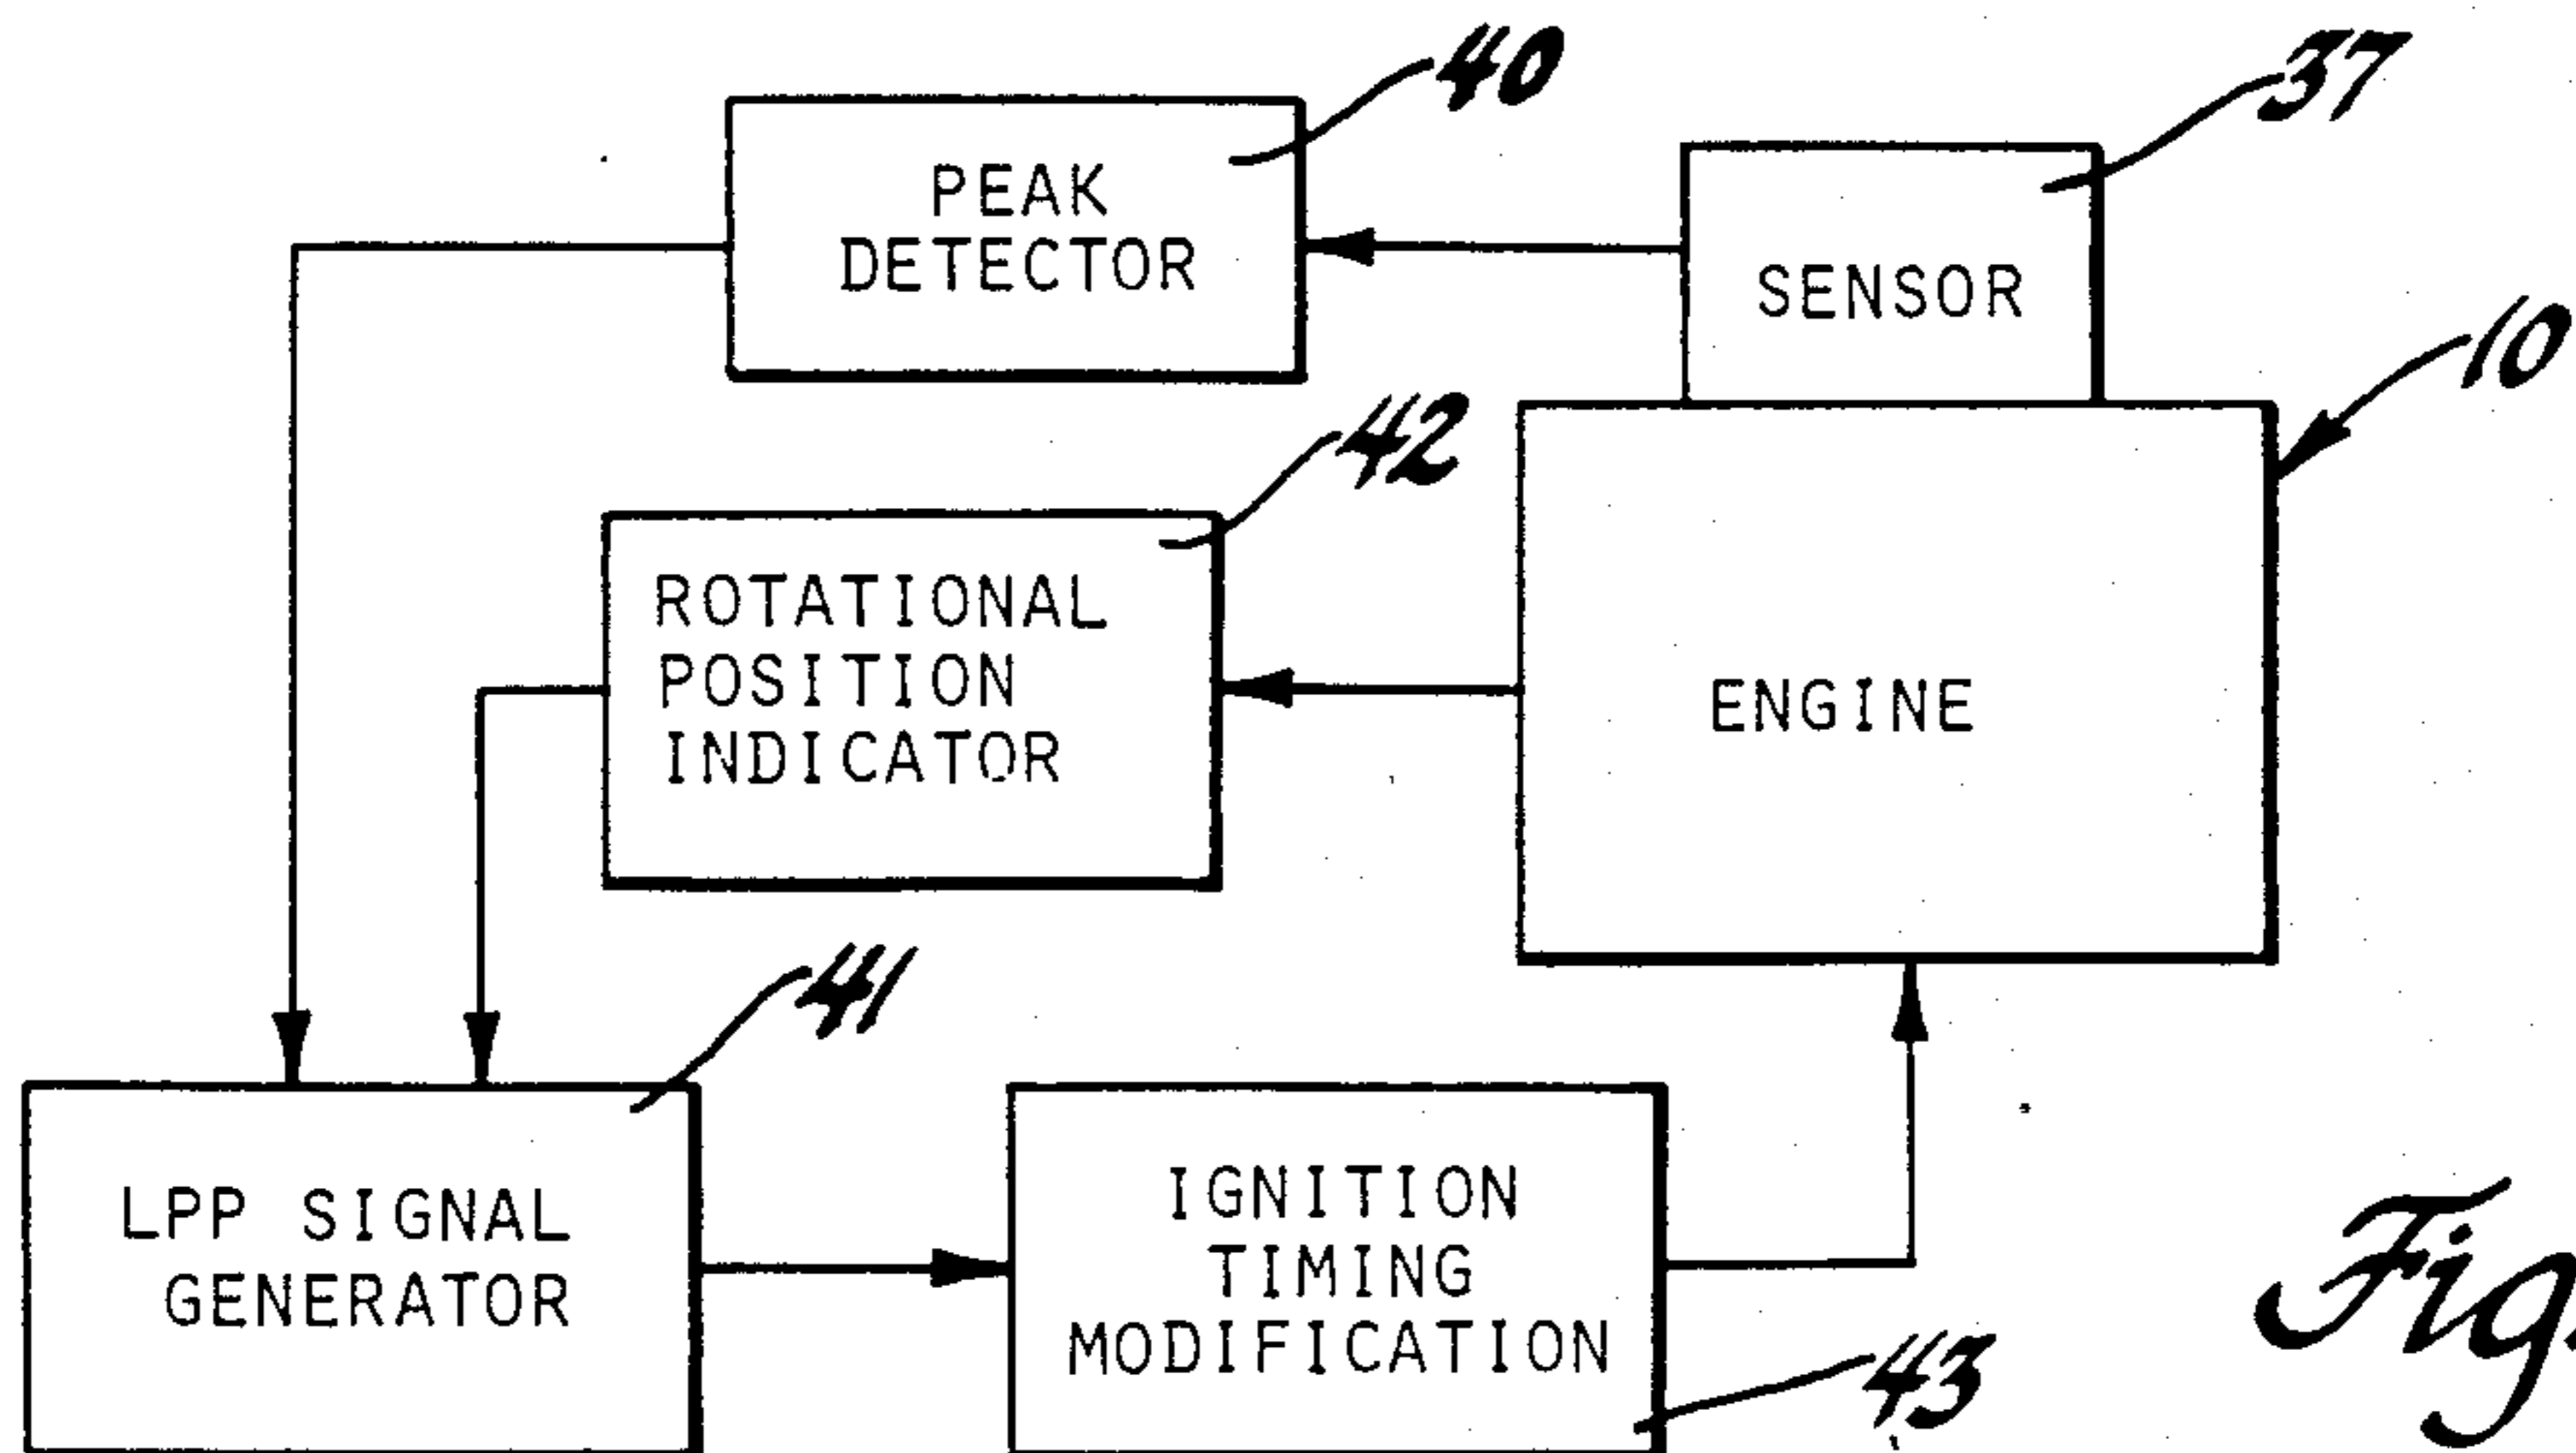 40
37
PEAK
DETECTOR
SENSOR
10
42
ROTATIONAL
POSITION
INDICATOR
ENGINE
41
LPP SIGNAL
GENERATOR
IGNITION
TIMING
MODIFICATION
43
Fig.